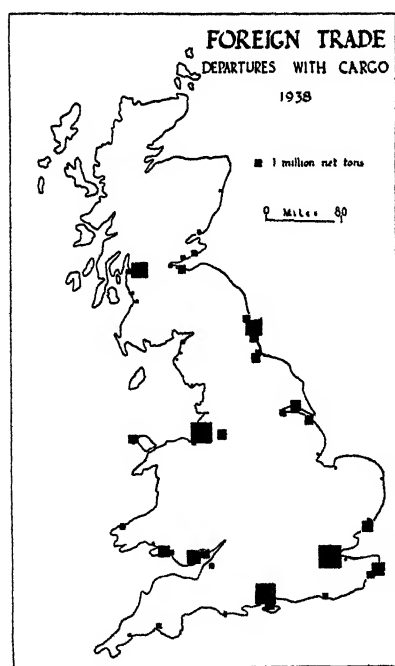 FOREIGN TRADE
DEPARTURES WITH CARGO
1938
1 million net tons
0 Miles 80